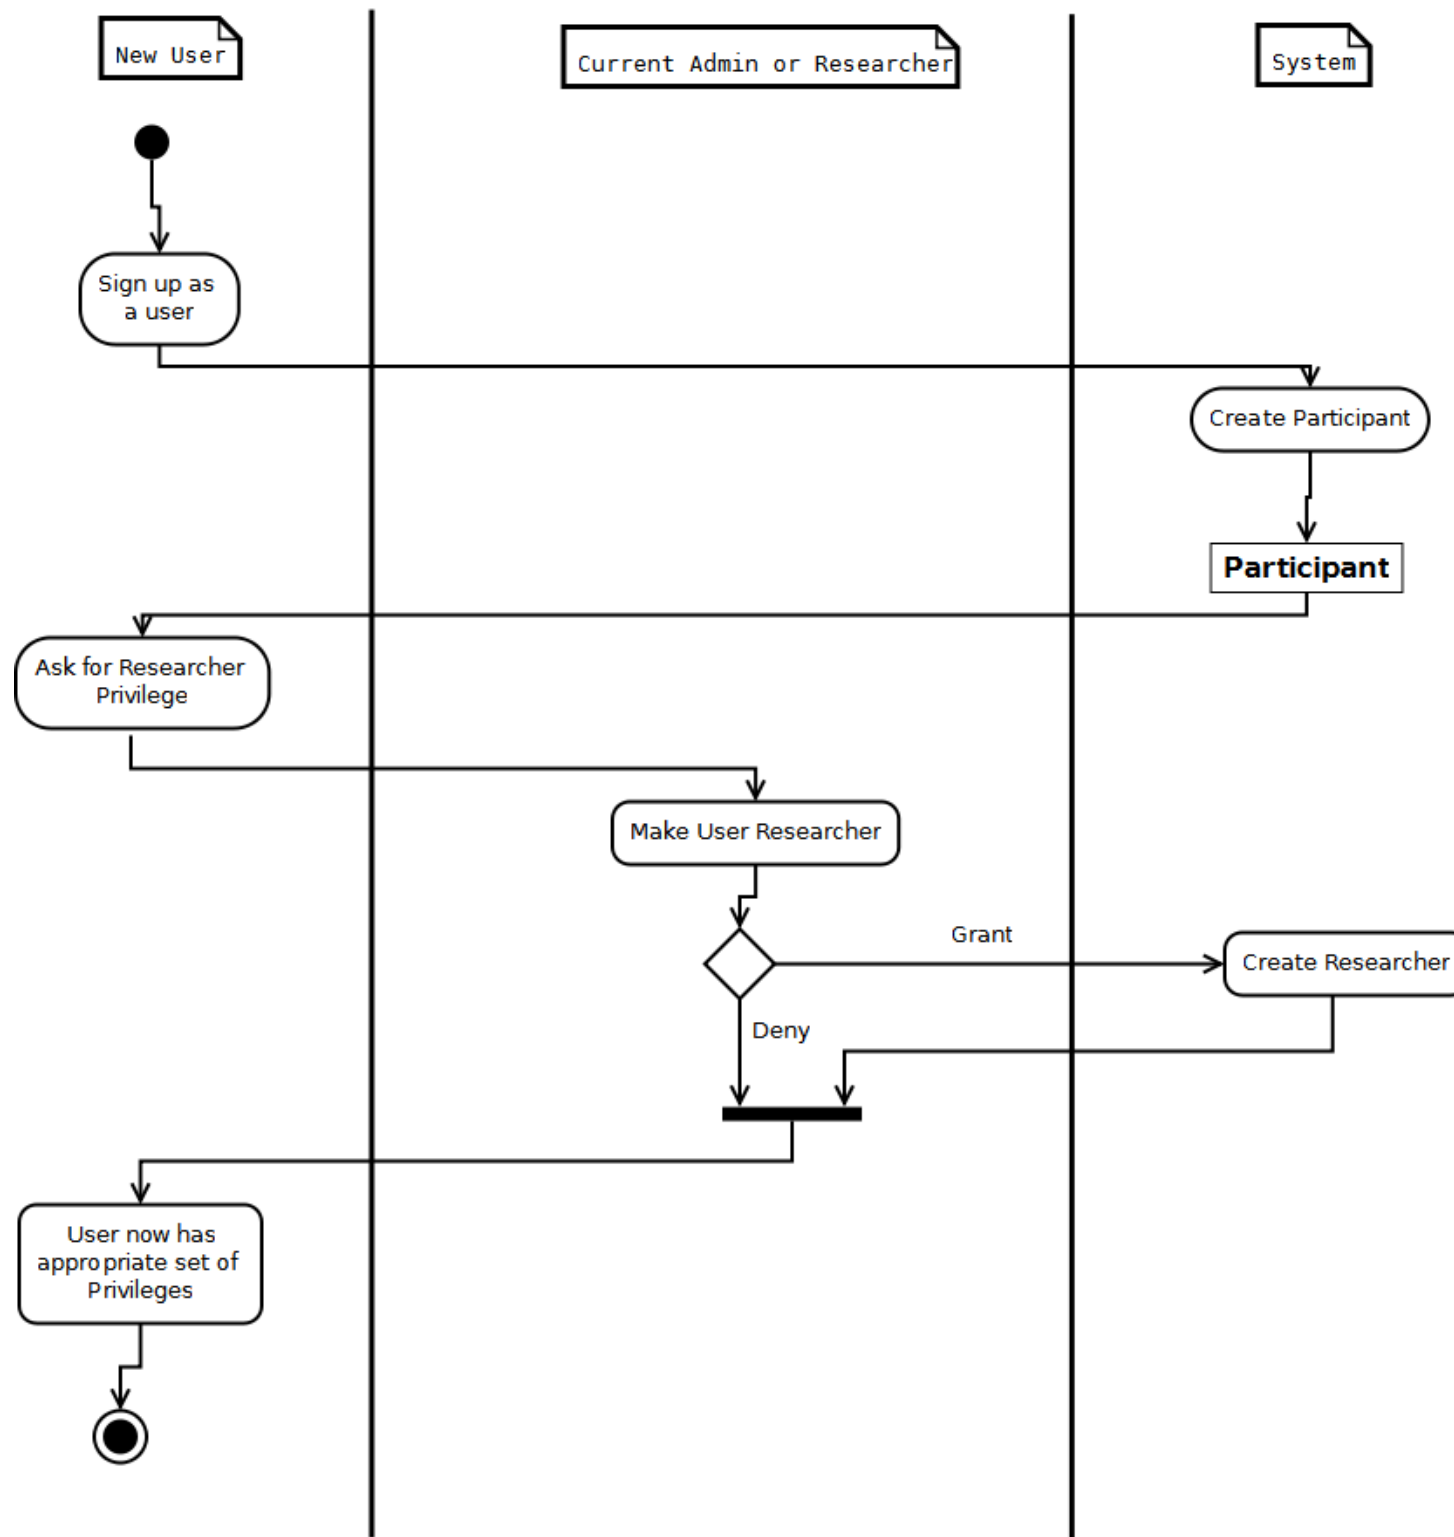 New User
Current Admin or Researcher
System
Sign up as
a user
Create Participant
Participant
Ask for Researcher
Privilege
Make User Researcher
Grant
Create Researcher
Deny
User now has
appropriate set of
Privileges